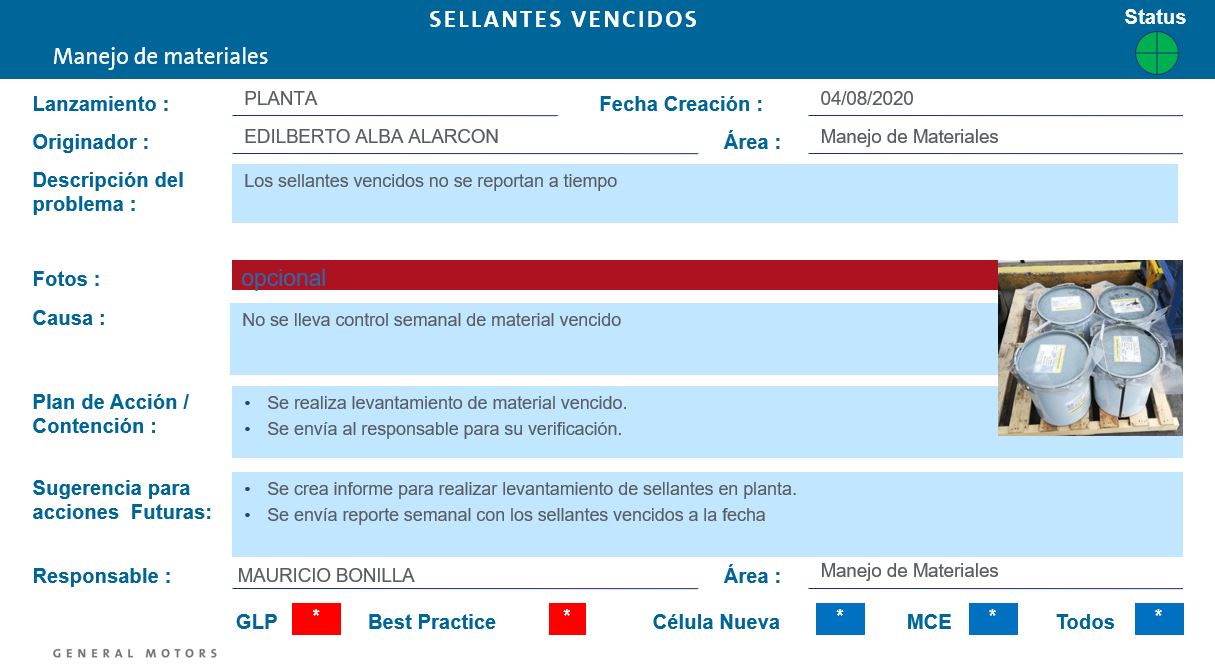 SELLANTES VENCIDOS
Status
Manejo de materiales
Lanzamiento : PLANTA Fecha Creación : 04/08/2020
Originador : EDILBERTO ALBA ALARCON Área : Manejo de Materiales
Descripción del
problema :
Los sellantes vencidos no se reportan a tiempo
Fotos : opcional
Causa : No se lleva control semanal de material vencido
Plan de Acción /
Contención :
• Se realiza levantamiento de material vencido.
• Se envía al responsable para su verificación.
Sugerencia para
acciones Futuras:
• Se crea informe para realizar levantamiento de sellantes en planta.
• Se envía reporte semanal con los sellantes vencidos a la fecha
Responsable : MAURICIO BONILLA Área : Manejo de Materiales
GLP * Best Practice * Célula Nueva * MCE * Todos *
GENERAL MOTORS